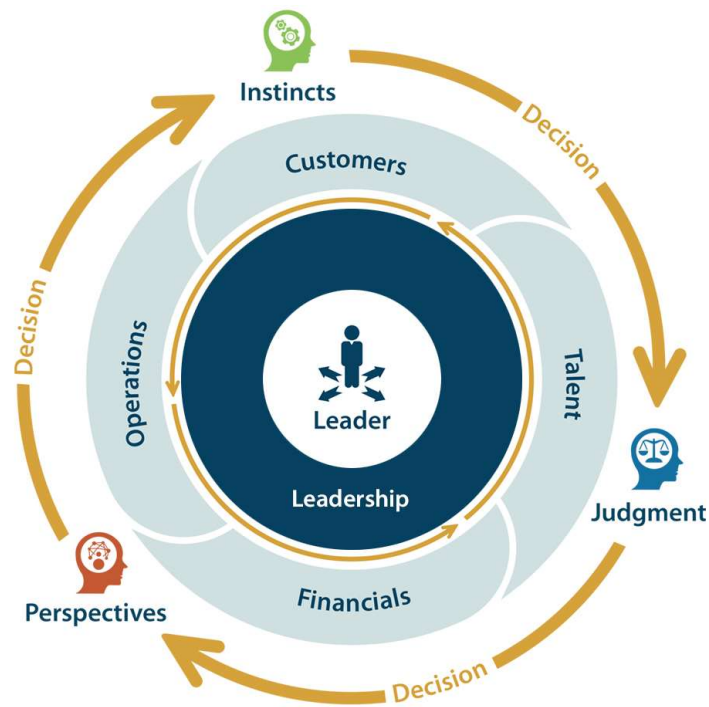 Instincts
Decision
Customers
Operations
Talent
Decision
Leader
Leadership
Judgment
Financials
Perspectives
Decision